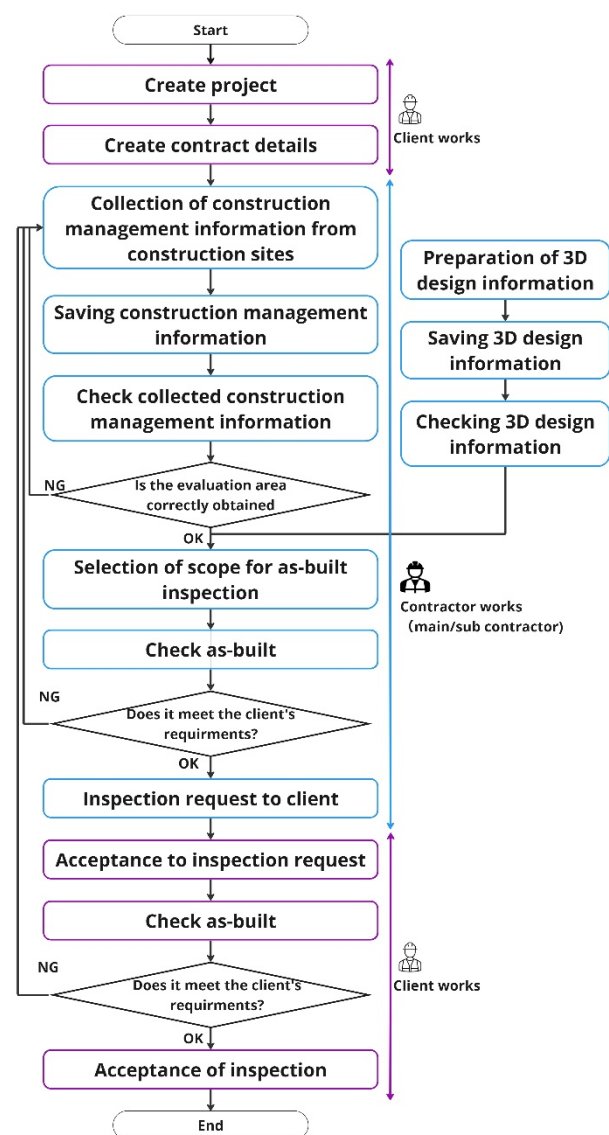 Start
Create project
Create contract details
Client works
Collection of construction
management information from
construction sites
Preparation of 3D
design information
Saving construction management
information
Saving 3D design
information
Check collected construction
management information
Checking 3D design
information
NG
Is the evaluation area
correctly obtained
OK
Selection of scope for as-built
inspection
Contractor works
(main/sub contractor)
Check as-built
NG
Does it meet the client's
requirments?
OK
Inspection request to client
Acceptance to inspection request
Check as-built
NG
Does it meet the client's
requirments?
Client works
OK
Acceptance of inspection
End